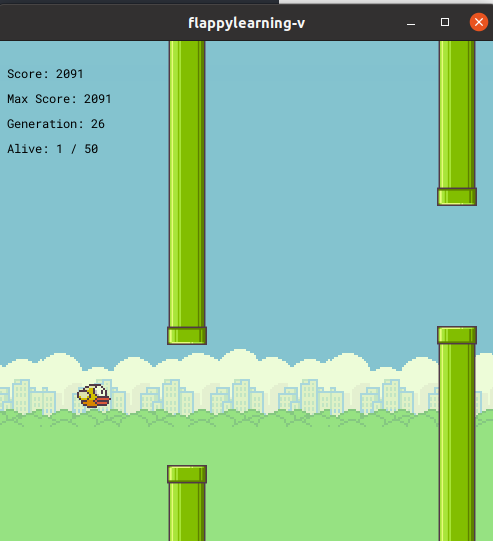 flappylearning-v
Score: 2091
Max Score: 2091
Generation: 26
Alive: 1 / 50